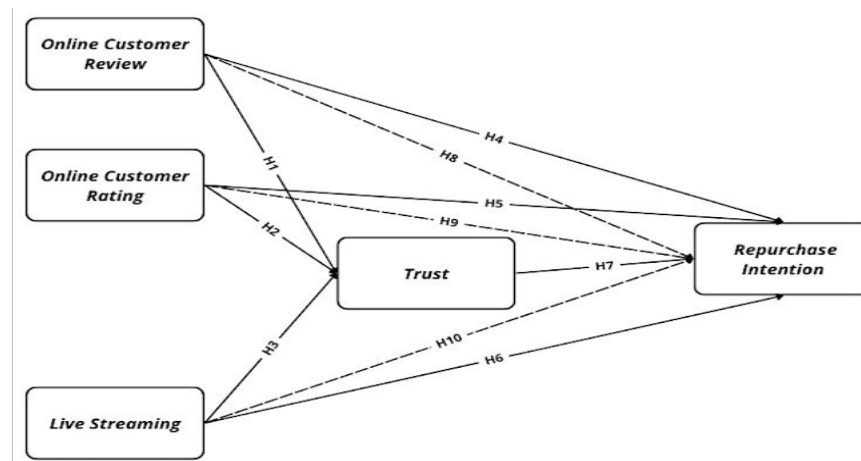 Online Customer
Review
H4
H8
H1
Online Customer
Rating
H5
H9
H2
Repurchase
Intention
Trust
H7
H3
H10
H6
Live Streaming